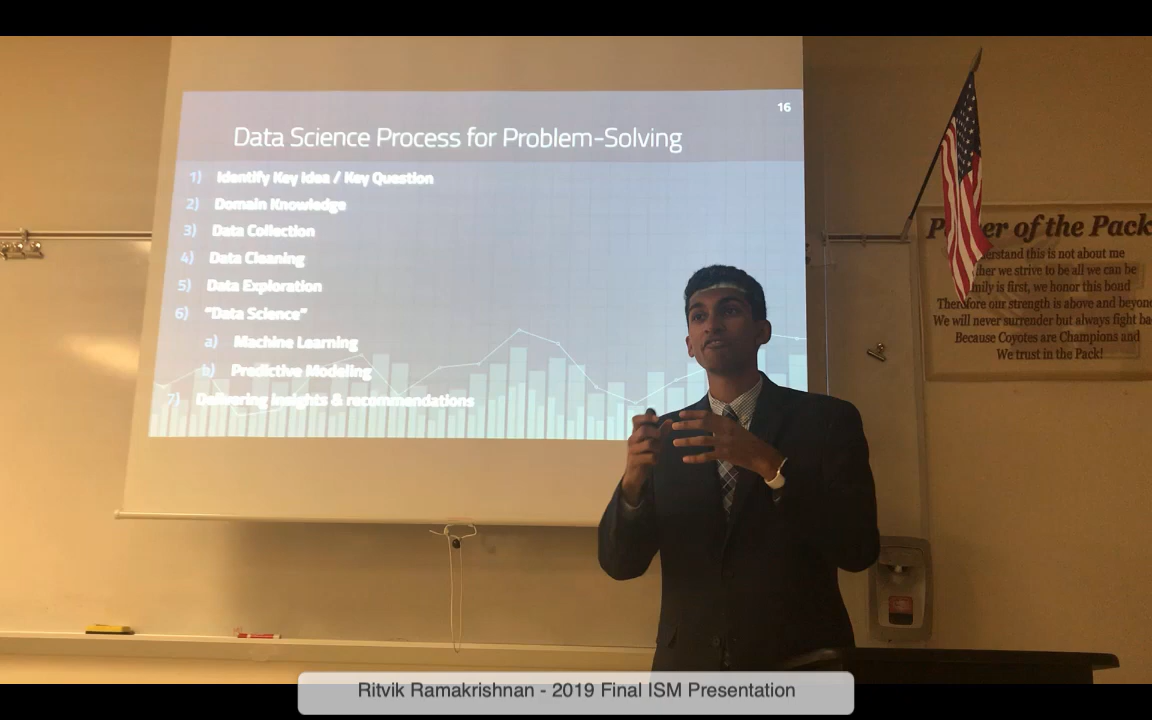 16
Data Science Process for Problem-Solving
1) Identify Key Idea / Key Question
2) Domain Knowledge
3) Data Collection
4) Data Cleaning
5) Data Exploration
6) "Data Science"
a) Machine Learning
b) Predictive Modeling
7) Delivering insights & recommendations
of the Pack
this is not about me
we strive to be all we can be
is first, we honor this bond
Therefore our strength is above and beyond
We will never surrender but always fight
Because Coyotes are Champions and
We trust in the Pack!
Ritvik Ramakrishnan - 2019 Final ISM Presentation